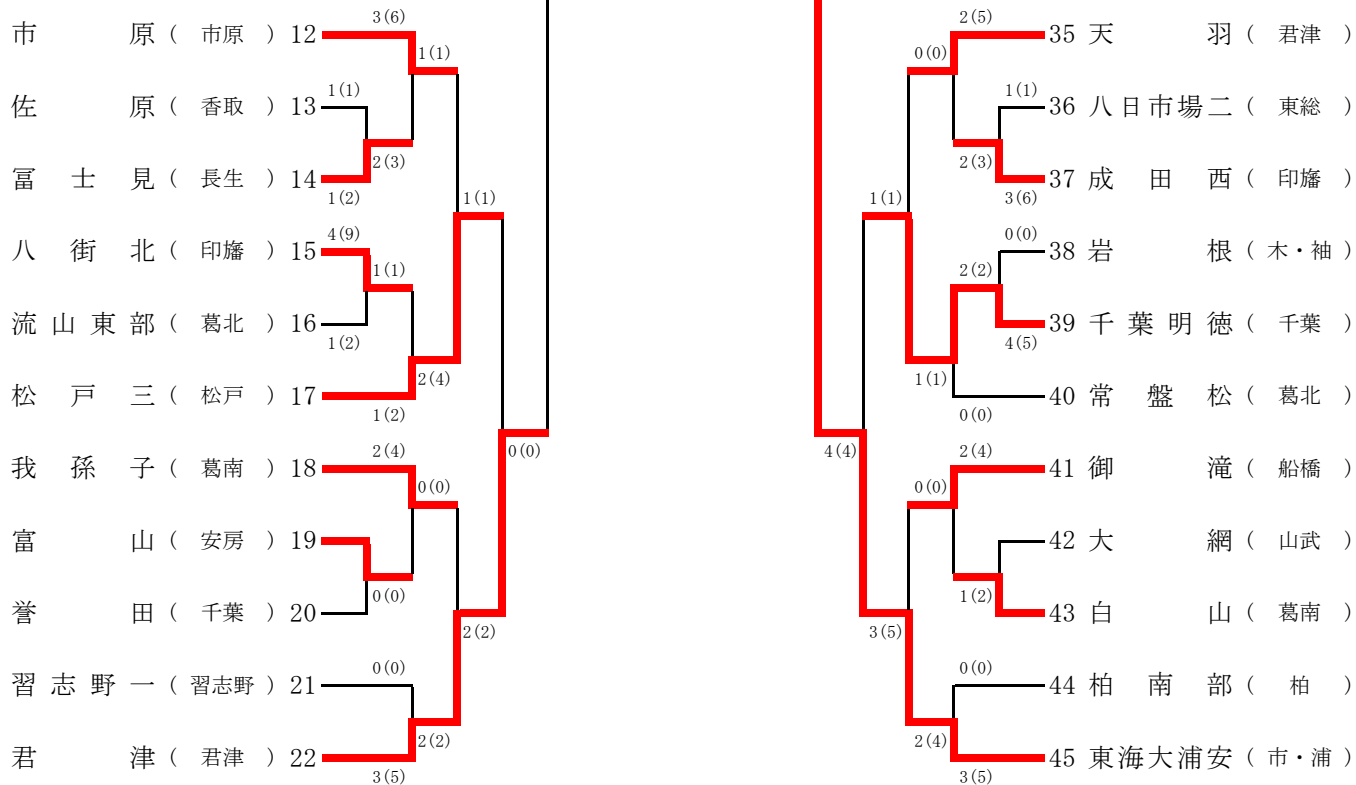 3(6) 2(5)
市原 ( 市原 ) 12 35 天羽 ( 君津 )
1(1) 0(0)
1(1) 1(1)
佐原 ( 香取 ) 13 36 八日市場二 ( 東総 )
2(3) 2(3)
冨士見 ( 長生 ) 14 37 成田西 ( 印旛 )
1(2) 1(1) 1(1) 3(6)
4(9) 0(0)
八街北 ( 印旛 ) 15 38 岩根 ( 木・袖 )
1(1) 2(2)
流山東部 ( 葛北 ) 16 39 千葉明徳 ( 千葉 )
1(2) 4(5)
2(4) 1(1)
松戸三 ( 松戸 ) 17 40 常盤松 ( 葛北 )
1(2) 0(0)
2(4) 0(0) 4(4) 2(4)
我孫子 ( 葛南 ) 18 41 御滝 ( 船橋 )
0(0) 0(0)
富山 ( 安房 ) 19 42 大網 ( 山武 )
0(0) 1(2)
誉田 ( 千葉 ) 20 43 白山 ( 葛南 )
2(2) 3(5)
0(0) 0(0)
習志野一 ( 習志野 ) 21 44 柏南部 ( 柏 )
2(2) 2(4)
君津 ( 君津 ) 22 45 東海大浦安 ( 市・浦 )
3(5) 3(5)